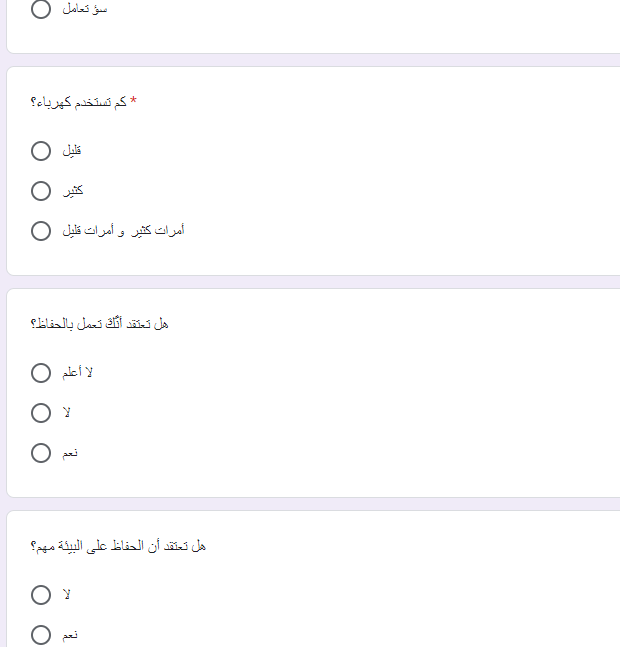 سؤ تعامل
كم تستخدم كهرباء؟ *
قليل
كثير
أمرات كثير و أمرات قليل
هل تعتقد أنَّكَ تعمل بالحفاظ؟
لا أعلم
لا
نعم
هل تعتقد أن الحفاظ على البيئة مهم؟
لا
نعم